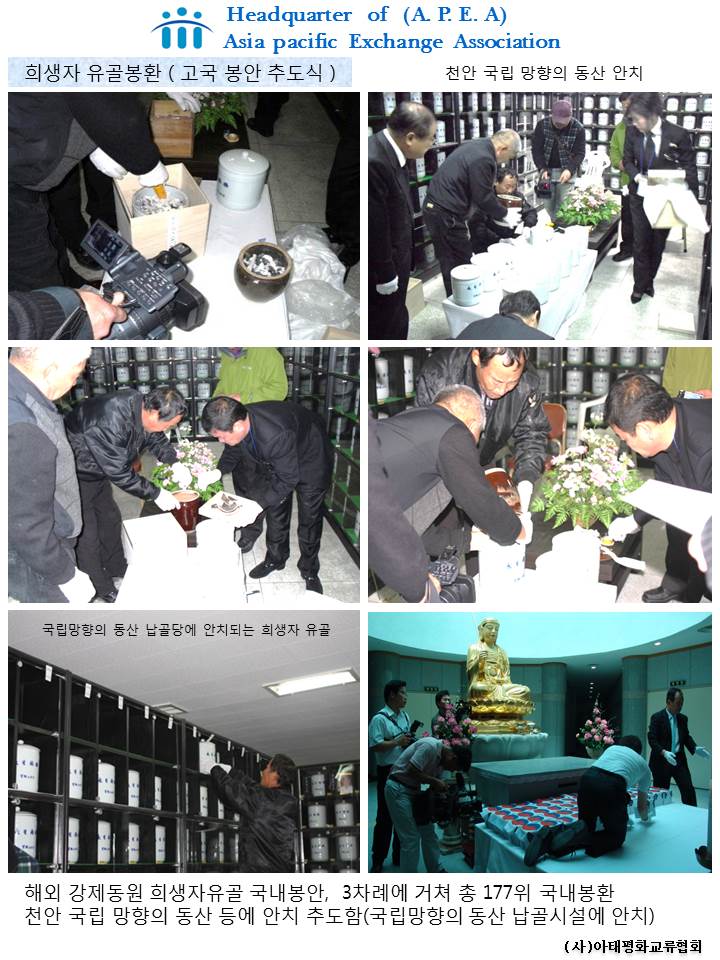 Headquarter of (A. P. E. A)
Asia pacific Exchange Association
희생자 유골봉환 ( 고국 봉안 추도식 )
천안 국립 망향의 동산 안치
국립망향의 동산 납골당에 안치되는 희생자 유골
해외 강제동원 희생자유골 국내봉안, 3차례에 거쳐 총 177위 국내봉환
천안 국립 망향의 동산 등에 안치 추도함(국립망향의 동산 납골시설에 안치)
(사)아태평화교류협회